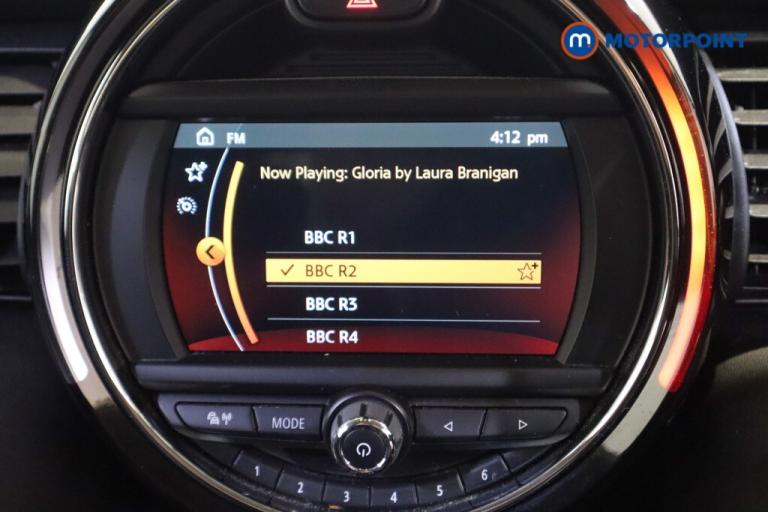 m MOTORPOINT
FM 4:12 pm
Now Playing: Gloria by Laura Branigan
BBC R1
BBC R2
BBC R3
BBC R4
MODE
1 2 3 4 5 6